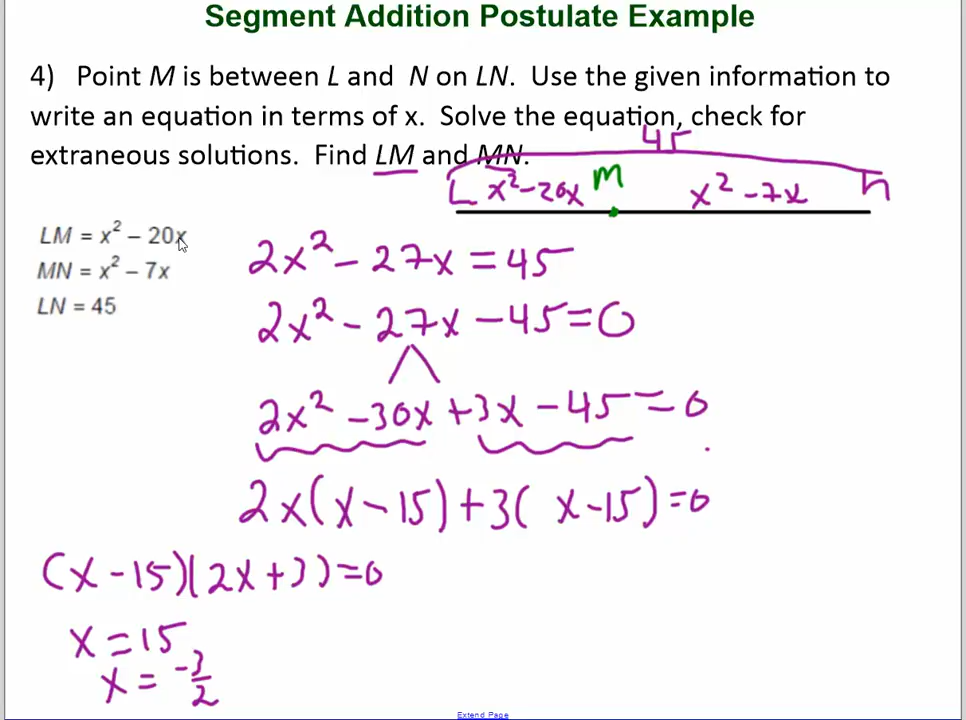 Segment Addition Postulate Example
4) Point M is between L and N on LN. Use the given information to
write an equation in terms of x. Solve the equation, check for
extraneous solutions. Find LM and MN.
45
L x² - 20x M x² - 7x n
LM = x² – 20x
MN = x² – 7x
LN = 45
2x² - 27x = 45
2x² - 27x - 45 = 0
2x² - 30x + 3x - 45 = 0
2x(x - 15) + 3(x - 15) = 0
(x - 15)(2x + 3) = 0
x = 15
x = -3/2
Extend Page